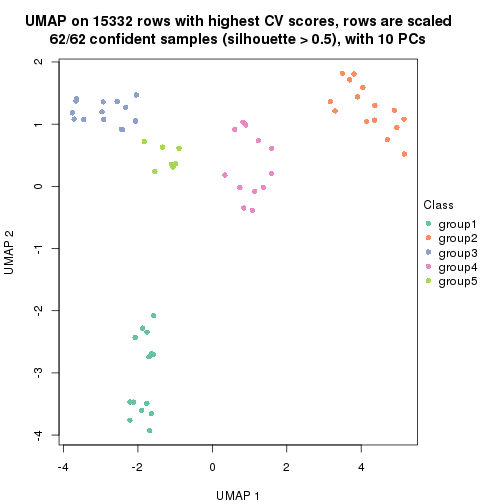 UMAP on 15332 rows with highest CV scores, rows are scaled
62/62 confident samples (silhouette > 0.5), with 10 PCs
UMAP 2
1
0
-1
-2
-3
-4
-4
-2
0
2
4
UMAP 1
Class
group1
group2
group3
group4
group5